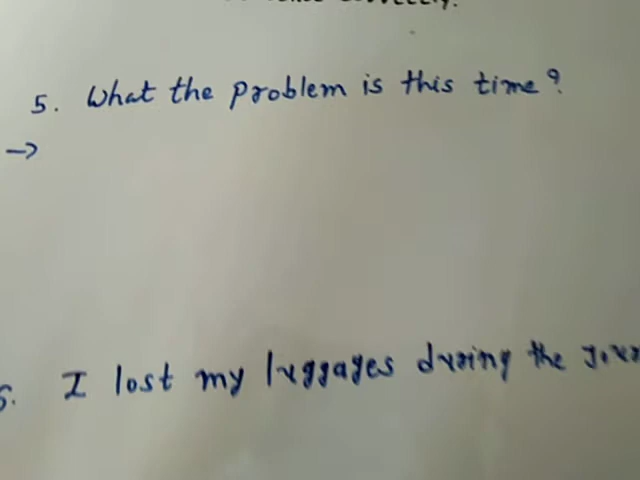 5. What the problem is this time?
→
I lost my luggages during the